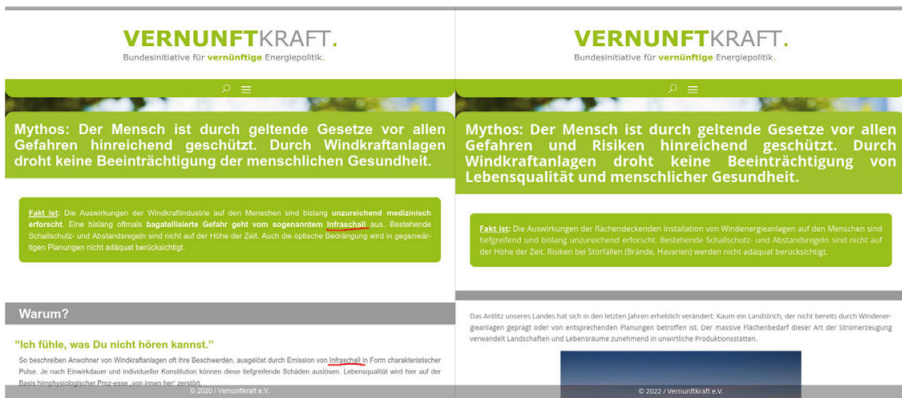 VERNUNFTKRAFT.
Bundesinitiative für vernünftige Energiepolitik.
Mythos: Der Mensch ist durch geltende Gesetze vor allen
Gefahren hinreichend geschützt. Durch Windkraftanlagen
droht keine Beeinträchtigung der menschlichen Gesundheit.
Fakt ist: Die Auswirkungen der Windkraftindustrie auf den Menschen sind bislang unzureichend medizinisch
erforscht. Eine bislang oftmals bagatellisierte Gefahr geht vom sogenanntem Infraschall aus. Bestehende
Schallschutz- und Abstandsregeln sind nicht auf der Höhe der Zeit. Auch die optische Bedrängung wird in gegenwär-
tigen Planungen nicht adäquat berücksichtigt.
Warum?
"Ich fühle, was Du nicht hören kannst."
So beschreiben Anwohner von Windkraftanlagen oft ihre Beschwerden, ausgelöst durch Emission von Infraschall in Form charakteristischer
Pulse. Je nach Einwirkdauer und individueller Konstitution können diese tiefgreifende Schäden auslösen. Lebensqualität wird hier auf der
Basis hirnphysiologischer Proz-esse „von innen her" zerstört.
© 2020 / Vernunftkraft e.V.
VERNUNFTKRAFT.
Bundesinitiative für vernünftige Energiepolitik.
Mythos: Der Mensch ist durch geltende Gesetze vor allen
Gefahren und Risiken hinreichend geschützt. Durch
Windkraftanlagen droht keine Beeinträchtigung von
Lebensqualität und menschlicher Gesundheit.
Fakt ist: Die Auswirkungen der flächendeckenden Installation von Windenergieanlagen auf den Menschen sind
tiefgreifend und bislang unzureichend erforscht. Bestehende Schallschutz- und Abstandsregeln sind nicht auf
der Höhe der Zeit. Risiken bei Störfällen (Brände, Havarien) werden nicht adäquat berücksichtigt.
Das Antlitz unseres Landes hat sich in den letzten Jahren erheblich verändert: Kaum ein Landstrich, der nicht bereits durch Windener-
gieanlagen geprägt oder von entsprechenden Planungen betroffen ist. Der massive Flächenbedarf dieser Art der Stromerzeugung
verwandelt Landschaften und Lebensräume zunehmend in unwirtliche Produktionsstätten.
© 2022 / Vernunftkraft e.V.